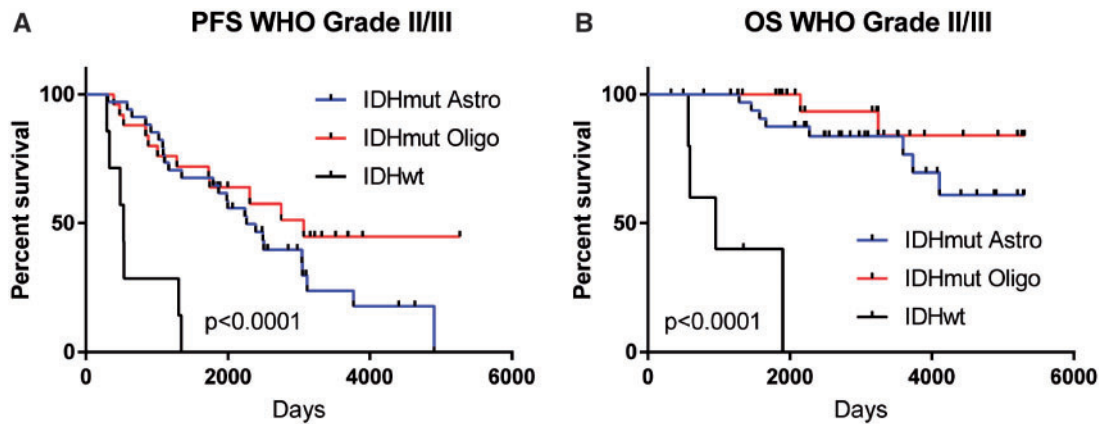 A
PFS WHO Grade II/III
Percent survival
100
50
0
IDHmut Astro
IDHmut Oligo
IDHwt
p<0.0001
0 2000 4000 6000
Days
B
OS WHO Grade II/III
Percent survival
100
50
0
IDHmut Astro
IDHmut Oligo
IDHwt
p<0.0001
0 2000 4000 6000
Days